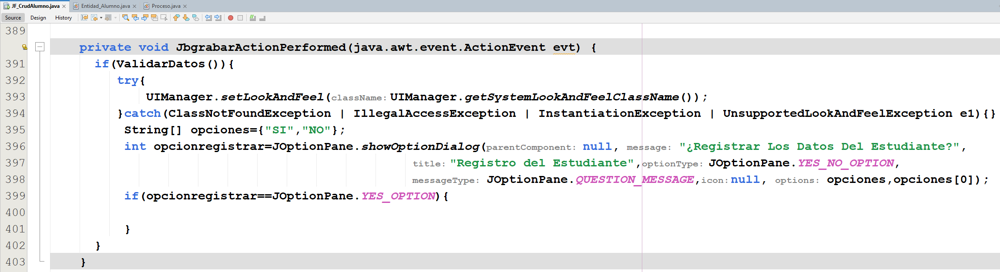 JF_CrudAlumno.java × Entidad_Alumno.java × Proceso.java ×
Source Design History
389
private void JbgrabarActionPerformed(java.awt.event.ActionEvent evt) {
391 if(ValidarDatos()){
392 try{
393 UIManager.setLookAndFeel(className: UIManager.getSystemLookAndFeelClassName());
394 }catch(ClassNotFoundException | IllegalAccessException | InstantiationException | UnsupportedLookAndFeelException e1){}
395 String[] opciones={"SI","NO"};
396 int opcionregistrar=JOptionPane.showOptionDialog(parentComponent: null, message: "¿Registrar Los Datos Del Estudiante?",
397 title: "Registro del Estudiante",optionType: JOptionPane.YES_NO_OPTION,
398 messageType: JOptionPane.QUESTION_MESSAGE,icon: null, options: opciones,opciones[0]);
399 if(opcionregistrar==JOptionPane.YES_OPTION){
400
401 }
402 }
403 }